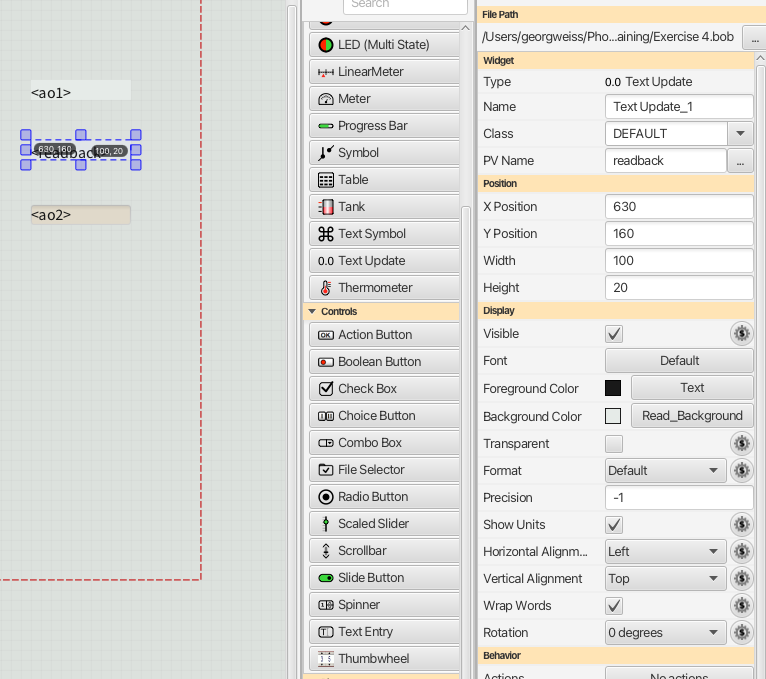 <ao1>
630,160
100, 20
<readback>
<ao2>
Search
LED (Multi State)
LinearMeter
Meter
Progress Bar
Symbol
Table
Tank
Text Symbol
0.0 Text Update
Thermometer
Controls
OK Action Button
Boolean Button
Check Box
Choice Button
Combo Box
File Selector
Radio Button
Scaled Slider
Scrollbar
Slide Button
Spinner
Text Entry
Thumbwheel
File Path
/Users/georgweiss/Pho...aining/Exercise 4.bob ...
Widget
Type 0.0 Text Update
Name Text Update_1
Class DEFAULT
PV Name readback ...
Position
X Position 630
Y Position 160
Width 100
Height 20
Display
Visible
Font Default
Foreground Color Text
Background Color Read_Background
Transparent
Format Default
Precision -1
Show Units
Horizontal Alignm... Left
Vertical Alignment Top
Wrap Words
Rotation 0 degrees
Behavior
Actions No actions